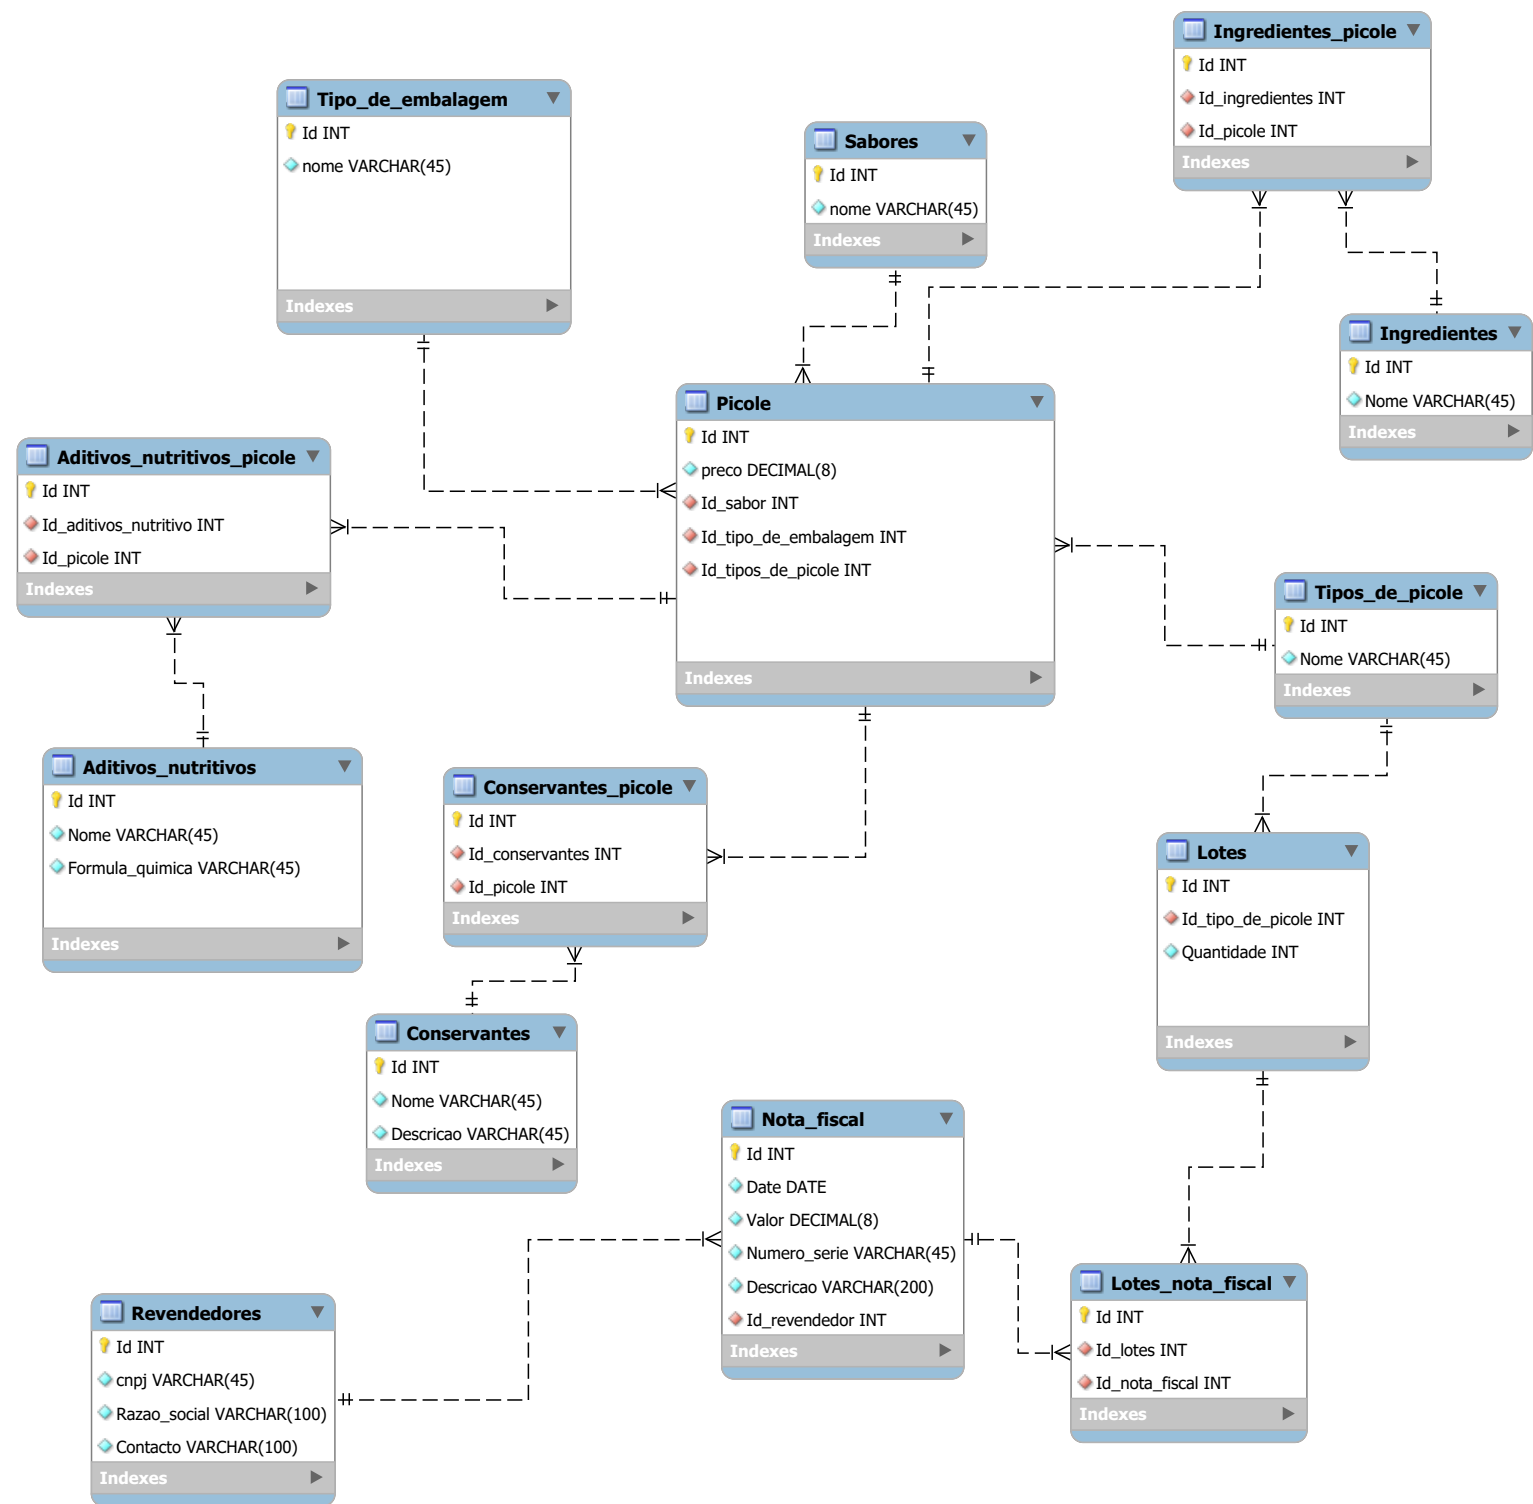 Ingredientes_picole
Id INT
Id_ingredientes INT
Id_picole INT
Indexes
Tipo_de_embalagem
Id INT
nome VARCHAR(45)
Indexes
Sabores
Id INT
nome VARCHAR(45)
Indexes
Ingredientes
Id INT
Nome VARCHAR(45)
Indexes
Picole
Id INT
preco DECIMAL(8)
Id_sabor INT
Id_tipo_de_embalagem INT
Id_tipos_de_picole INT
Indexes
Aditivos_nutritivos_picole
Id INT
Id_aditivos_nutritivo INT
Id_picole INT
Indexes
Tipos_de_picole
Id INT
Nome VARCHAR(45)
Indexes
Aditivos_nutritivos
Id INT
Nome VARCHAR(45)
Formula_quimica VARCHAR(45)
Indexes
Conservantes_picole
Id INT
Id_conservantes INT
Id_picole INT
Indexes
Lotes
Id INT
Id_tipo_de_picole INT
Quantidade INT
Indexes
Conservantes
Id INT
Nome VARCHAR(45)
Descricao VARCHAR(45)
Indexes
Nota_fiscal
Id INT
Date DATE
Valor DECIMAL(8)
Numero_serie VARCHAR(45)
Descricao VARCHAR(200)
Id_revendedor INT
Indexes
Lotes_nota_fiscal
Id INT
Id_lotes INT
Id_nota_fiscal INT
Indexes
Revendedores
Id INT
cnpj VARCHAR(45)
Razao_social VARCHAR(100)
Contacto VARCHAR(100)
Indexes